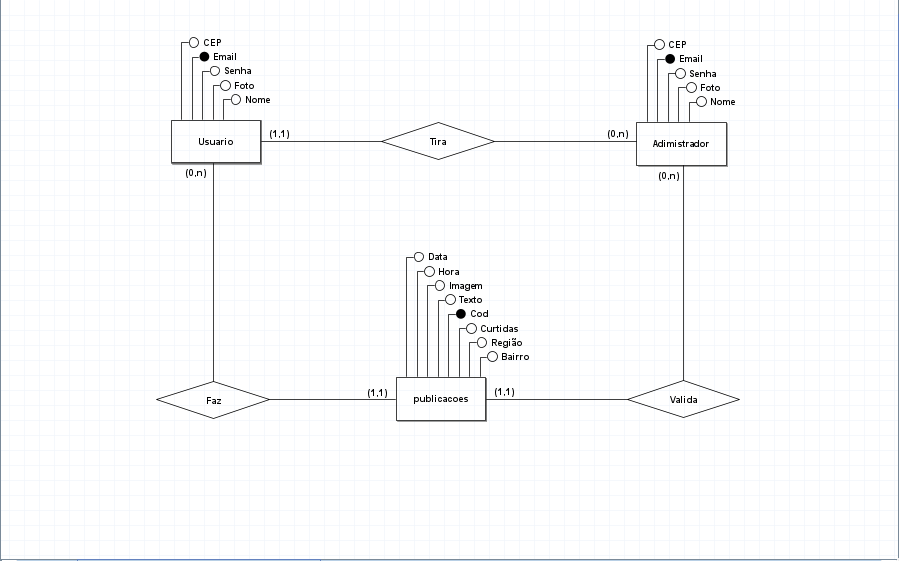 CEP
Email
Senha
Foto
Nome
Usuario
(1,1)
Tira
(0,n)
CEP
Email
Senha
Foto
Nome
Adimistrador
(0,n)
(0,n)
Data
Hora
Imagem
Texto
Cod
Curtidas
Região
Bairro
Faz
(1,1)
publicacoes
(1,1)
Valida